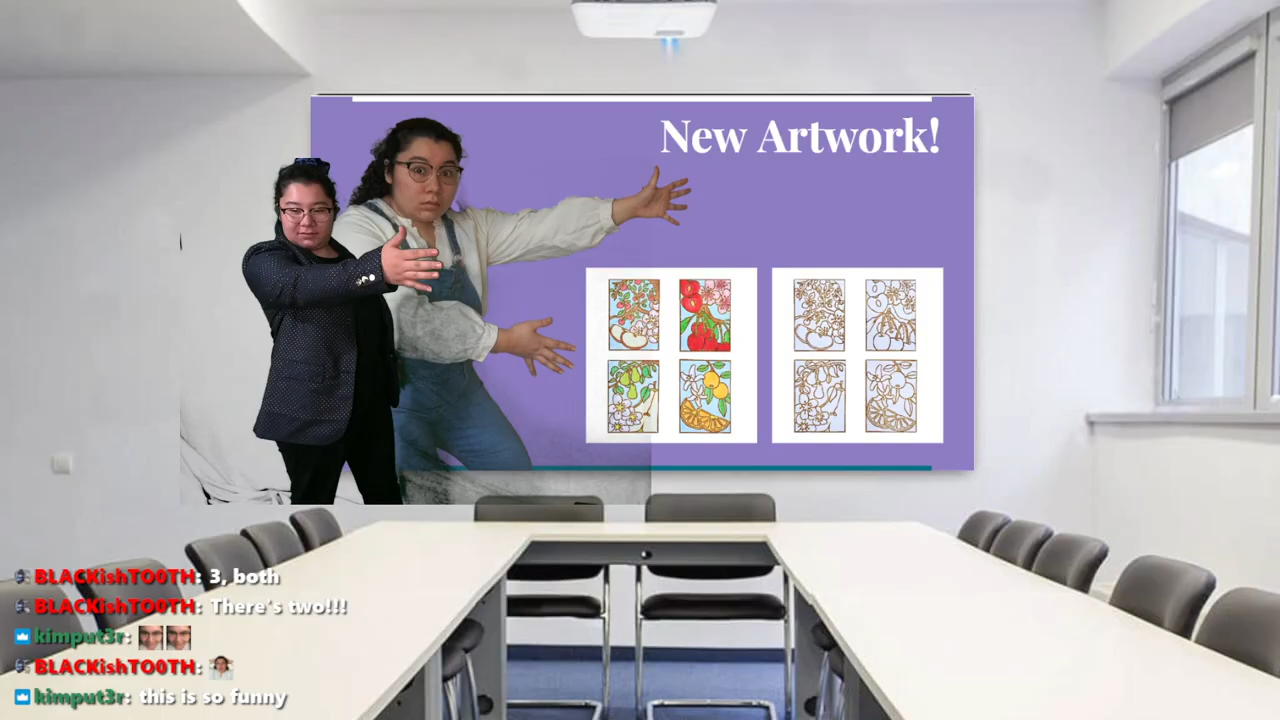 New Artwork!
BLACKishTO0TH: 3, both
BLACKishTO0TH: There's two!!!
kimput3r:
BLACKishTO0TH:
kimput3r: this is so funny